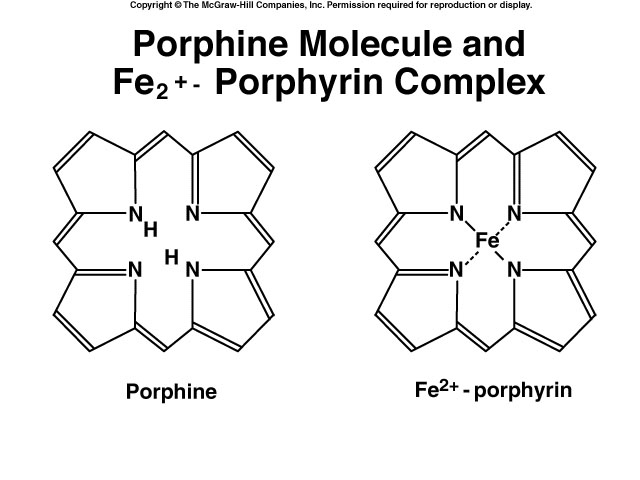 Copyright © The McGraw-Hill Companies, Inc. Permission required for reproduction or display.
Porphine Molecule and
Fe2+- Porphyrin Complex
N H N
H
N N
N N
Fe
N N
Porphine
Fe2+ - porphyrin